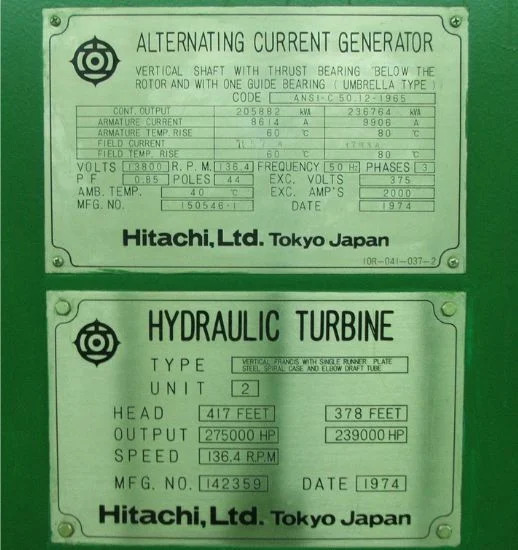 ALTERNATING CURRENT GENERATOR
VERTICAL SHAFT WITH THRUST BEARING BELOW THE
ROTOR AND WITH ONE GUIDE BEARING ( UMBRELLA TYPE )
CODE ANSI-C 50.12-1965
CONT. OUTPUT 205882 KVA 236764 KVA
ARMATURE CURRENT 8614 A 9906 A
ARMATURE TEMP. RISE 60 °C 80 °C
FIELD CURRENT
FIELD TEMP. RISE 60 °C 80 °C
VOLTS 13800 R.P.M. 136.4 FREQUENCY 50 Hz PHASES 3
P F 0.85 POLES 44 EXC. VOLTS 375
AMB. TEMP. 40 °C EXC. AMP'S 2000
MFG. NO. 150546-1 DATE 1974
Hitachi, Ltd. Tokyo Japan
10R-041-037-2
HYDRAULIC TURBINE
TYPE VERTICAL FRANCIS WITH SINGLE RUNNER PLATE
STEEL SPIRAL CASE AND ELBOW DRAFT TUBE
UNIT 2
HEAD 417 FEET 378 FEET
OUTPUT 275000 HP 239000 HP
SPEED 136.4 R.P.M
MFG. NO. 142359 DATE 1974
Hitachi, Ltd. Tokyo Japan